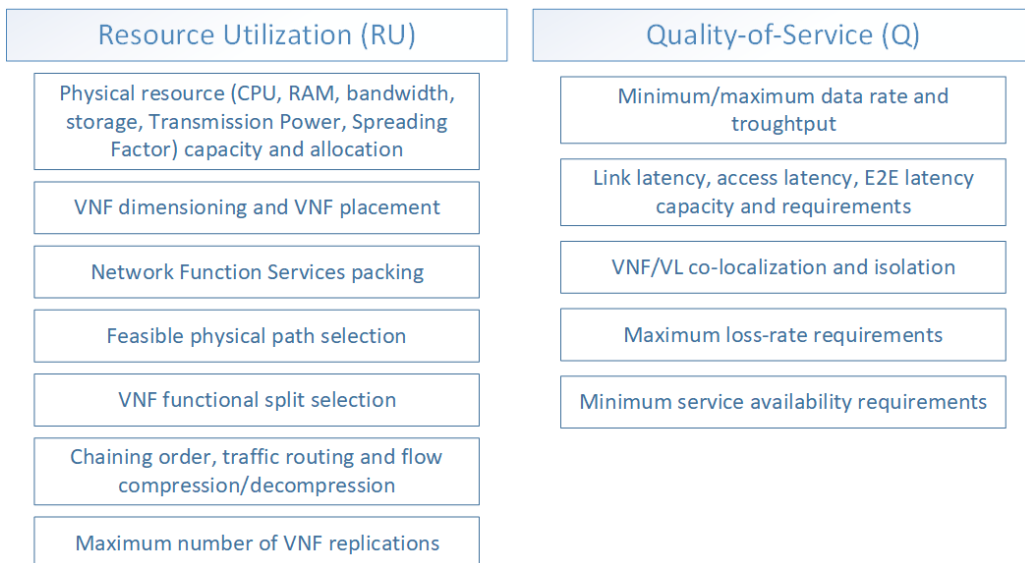 Resource Utilization (RU)
Physical resource (CPU, RAM, bandwidth,
storage, Transmission Power, Spreading
Factor) capacity and allocation
VNF dimensioning and VNF placement
Network Function Services packing
Feasible physical path selection
VNF functional split selection
Chaining order, traffic routing and flow
compression/decompression
Maximum number of VNF replications
Quality-of-Service (Q)
Minimum/maximum data rate and
troughtput
Link latency, access latency, E2E latency
capacity and requirements
VNF/VL co-localization and isolation
Maximum loss-rate requirements
Minimum service availability requirements